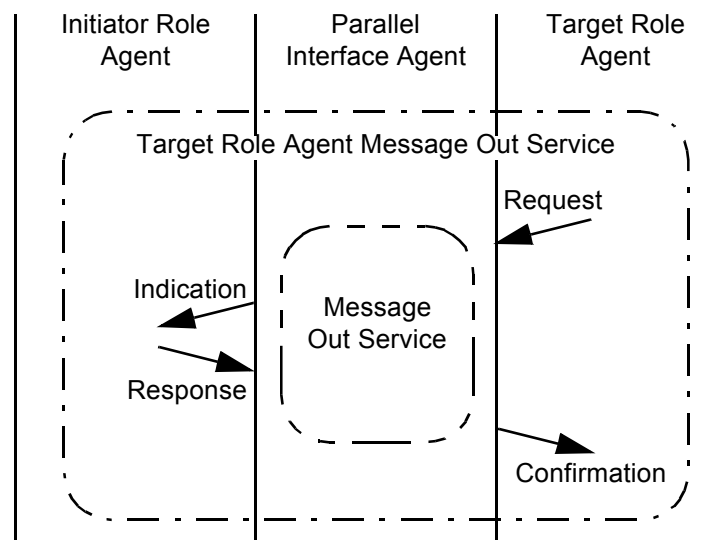 Initiator Role
Agent
Parallel
Interface Agent
Target Role
Agent
Target Role Agent Message Out Service
Request
Indication
Message
Out Service
Response
Confirmation